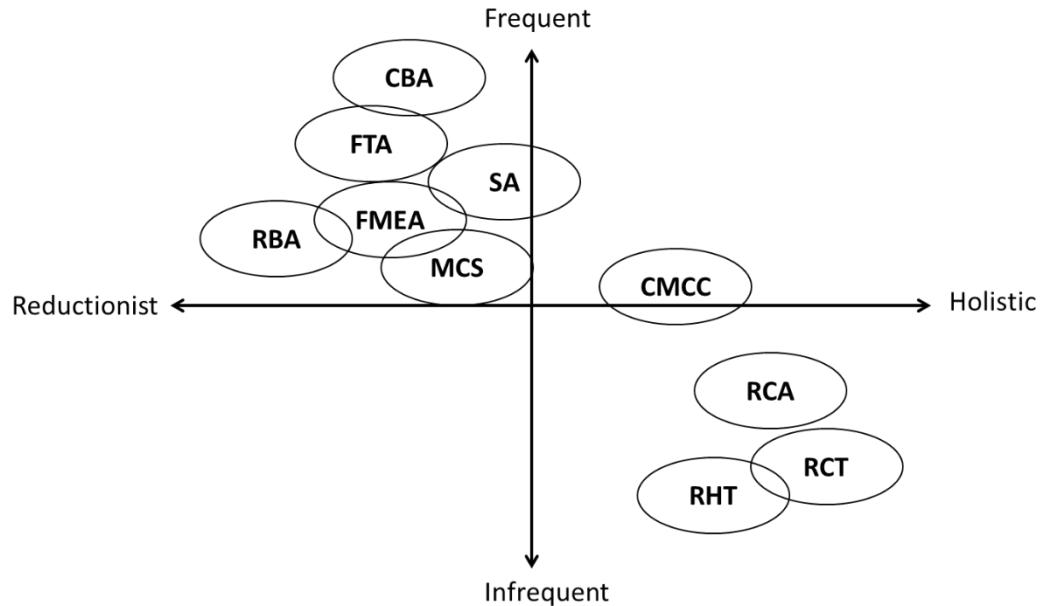 Frequent
CBA
FTA
SA
FMEA
RBA
MCS
CMCC
Reductionist
Holistic
RCA
RCT
RHT
Infrequent